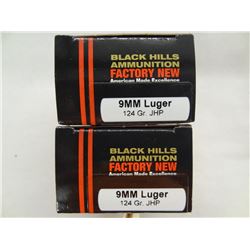 BLACK HILLS
AMMUNITION
FACTORY NEW
American Made Excellence
9MM Luger
124 Gr. JHP
BLACK HILLS
AMMUNITION
FACTORY NEW
American Made Excellence
9MM Luger
124 Gr. JHP